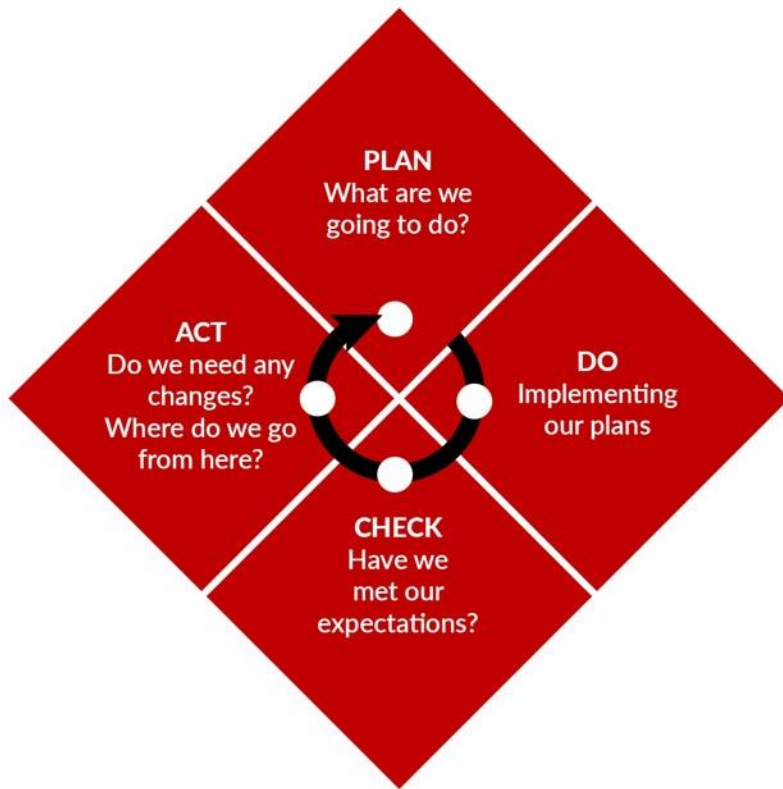 PLAN
What are we
going to do?
DO
Implementing
our plans
CHECK
Have we
met our
expectations?
ACT
Do we need any
changes?
Where do we go
from here?